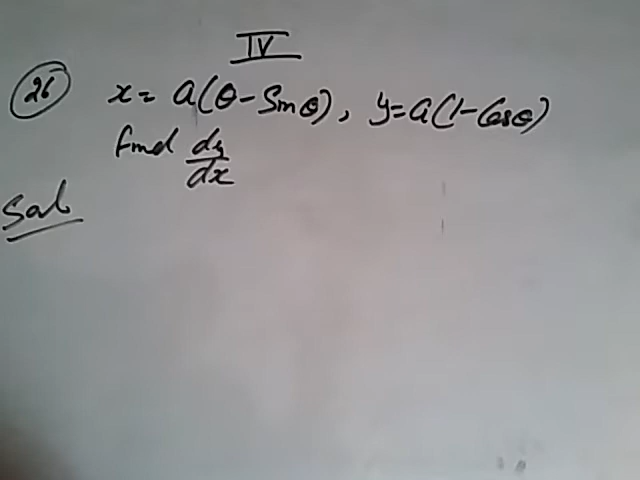 IV
26 x = a(θ - Sinθ), y = a(1 - Cosθ)
find dy/dx
Sol